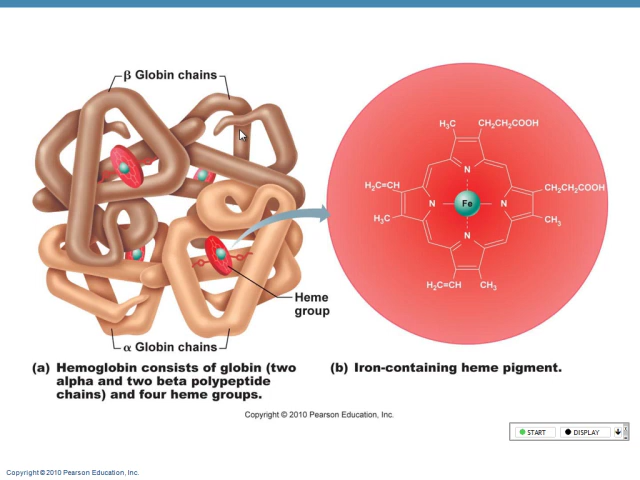 β Globin chains
H₃C
CH₂CH₂COOH
N
H₂C=CH
CH₂CH₂COOH
N
Fe
N
H₃C
CH₃
N
H₂C=CH
CH₃
Heme
group
α Globin chains
(a) Hemoglobin consists of globin (two
alpha and two beta polypeptide
chains) and four heme groups.
(b) Iron-containing heme pigment.
Copyright © 2010 Pearson Education, Inc.
START
DISPLAY
Copyright © 2010 Pearson Education, Inc.